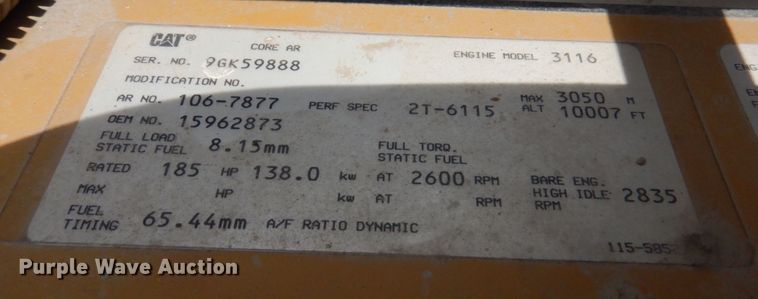 CAT® CORE AR
SER. NO. 9GK59888 ENGINE MODEL 3116
MODIFICATION NO.
AR NO. 106-7877 PERF SPEC 2T-6115 MAX ALT 3050 M 10007 FT
OEM NO. 15962873
FULL LOAD STATIC FUEL 8.15mm FULL TORQ. STATIC FUEL
RATED 185 HP 138.0 kw AT 2600 RPM BARE ENG. HIGH IDLE RPM 2835
MAX HP kw AT RPM
FUEL TIMING 65.44mm A/F RATIO DYNAMIC
115-585
Purple Wave Auction